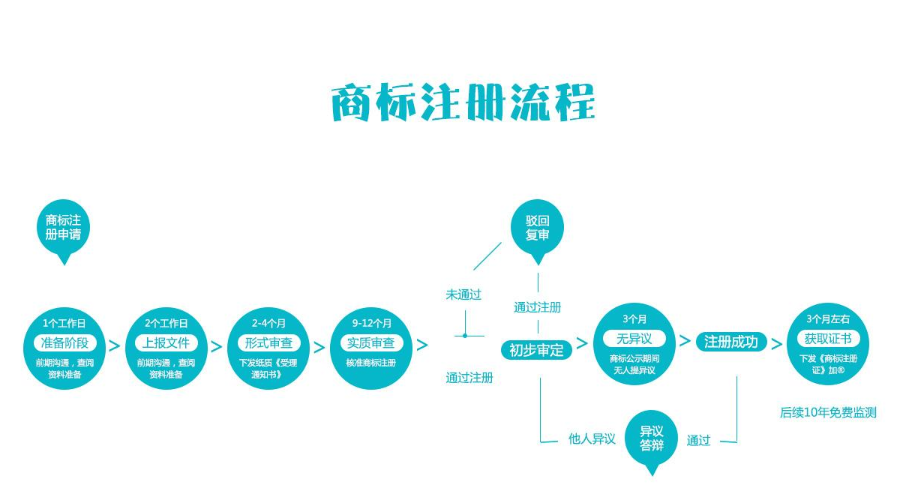 商标注册流程
商标注
册申请
驳回
复审
未通过
通过注册
1个工作日
准备阶段
前期沟通，查阅
资料准备
>
2个工作日
上报文件
前期沟通，查阅
资料准备
>
2-4个月
形式审查
下发纸质《受理
通知书》
>
9-12个月
实质审查
核准商标注册
>
通过注册
初步审定
>
3个月
无异议
商标公示期间
无人提异议
>
注册成功
>
3个月左右
获取证书
下发《商标注册
证》加®
后续10年免费监测
他人异议
异议
答辩
通过